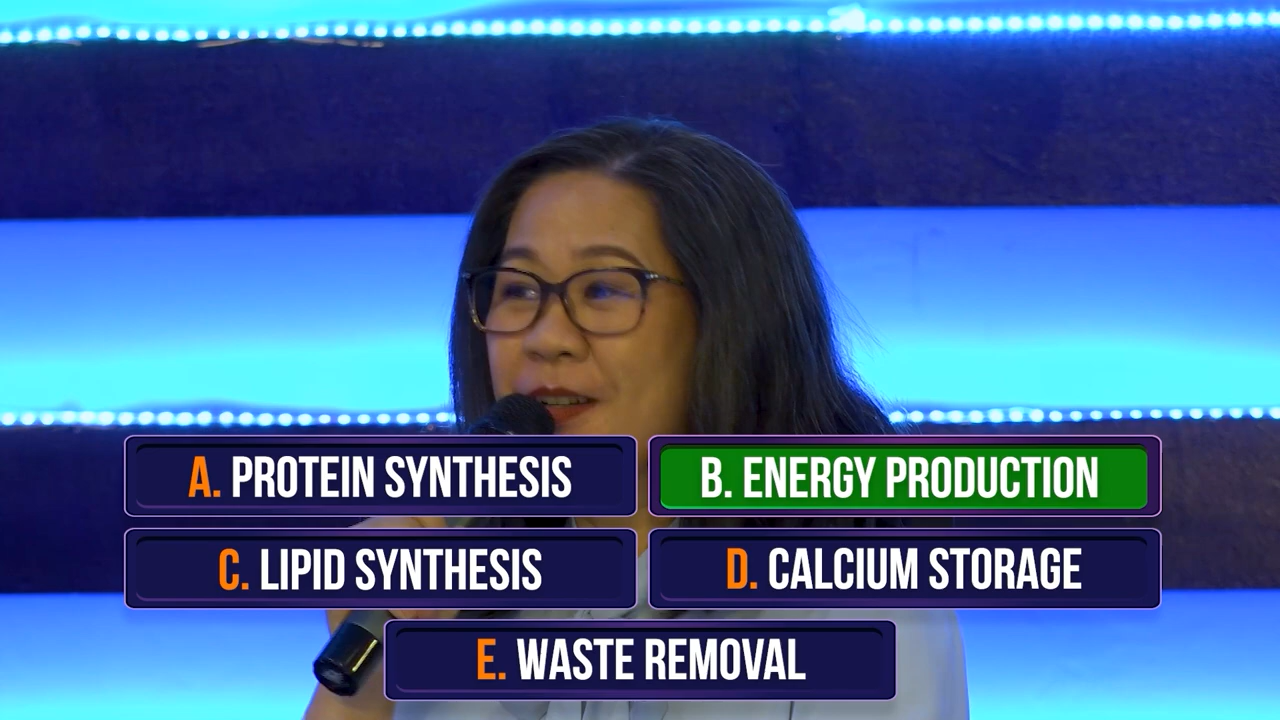 A. PROTEIN SYNTHESIS
B. ENERGY PRODUCTION
C. LIPID SYNTHESIS
D. CALCIUM STORAGE
E. WASTE REMOVAL